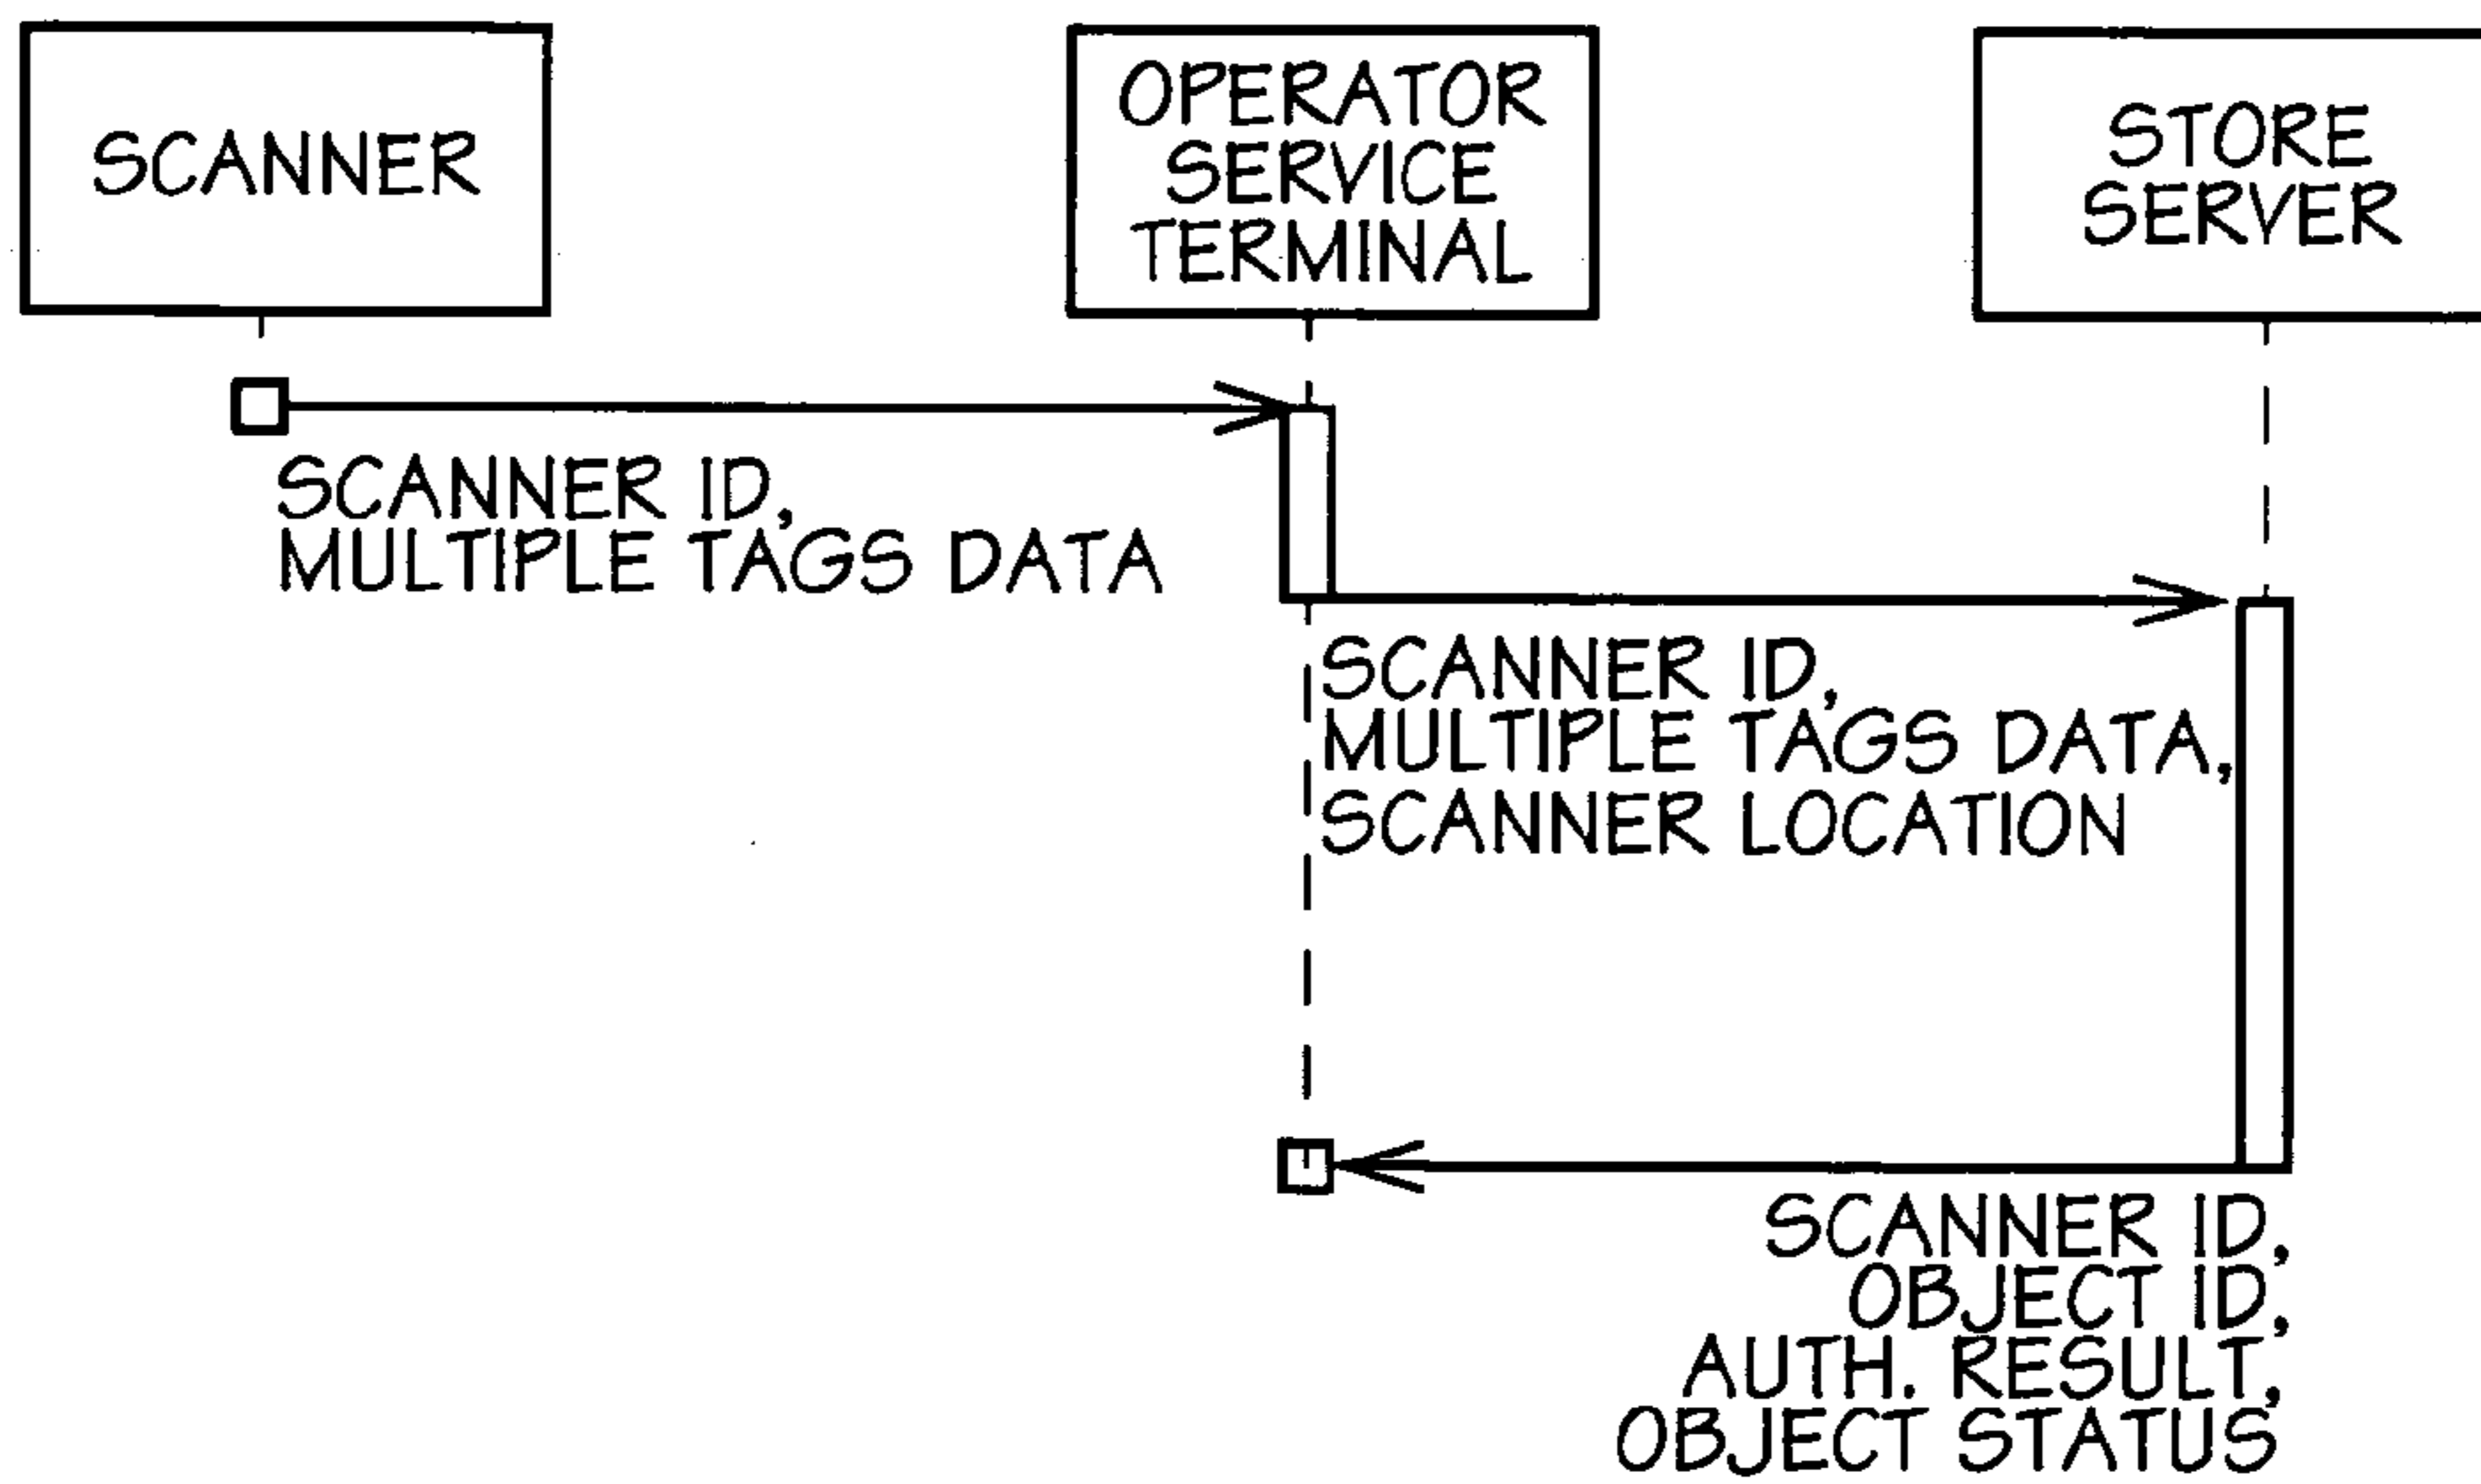 SCANNER
OPERATOR
SERVICE
TERMINAL
STORE
SERVER
SCANNER ID,
MULTIPLE TAGS DATA
SCANNER ID,
MULTIPLE TAGS DATA,
SCANNER LOCATION
SCANNER ID,
OBJECT ID,
AUTH. RESULT,
OBJECT STATUS